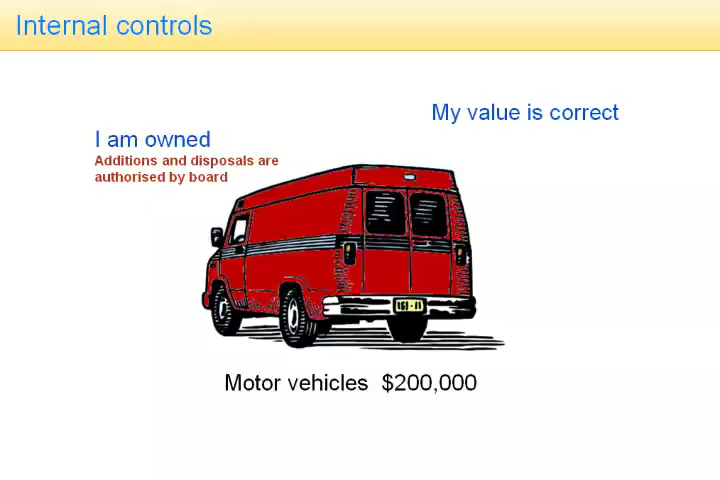 Internal controls
My value is correct
I am owned
Additions and disposals are
authorised by board
Motor vehicles $200,000